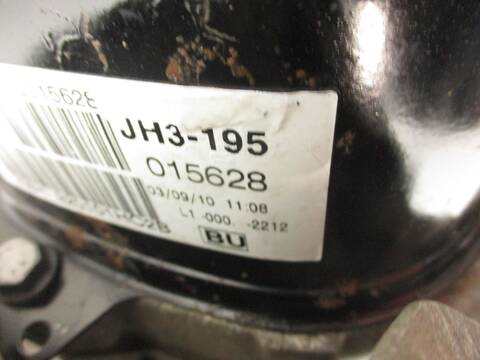 15628
JH3-195
015628
03/09/10 11:08
L1 -000. -2212
BU